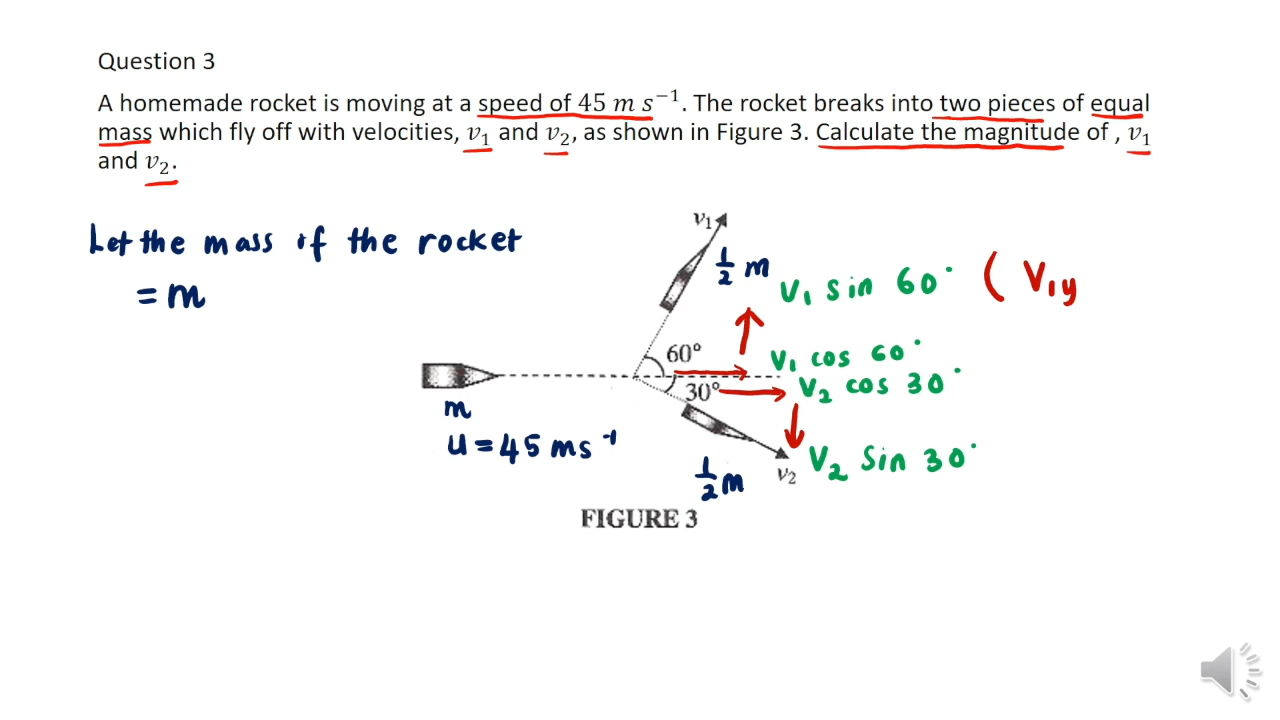 Question 3
A homemade rocket is moving at a speed of 45 m s⁻¹. The rocket breaks into two pieces of equal
mass which fly off with velocities, v₁ and v₂, as shown in Figure 3. Calculate the magnitude of , v₁
and v₂.
Let the mass of the rocket
= m
v₁
½ m
V₁ sin 60° ( V₁y
60°
V₁ cos 60°
30°
V₂ cos 30°
m
u = 45 ms⁻¹
½ m
v₂
V₂ Sin 30°
FIGURE 3